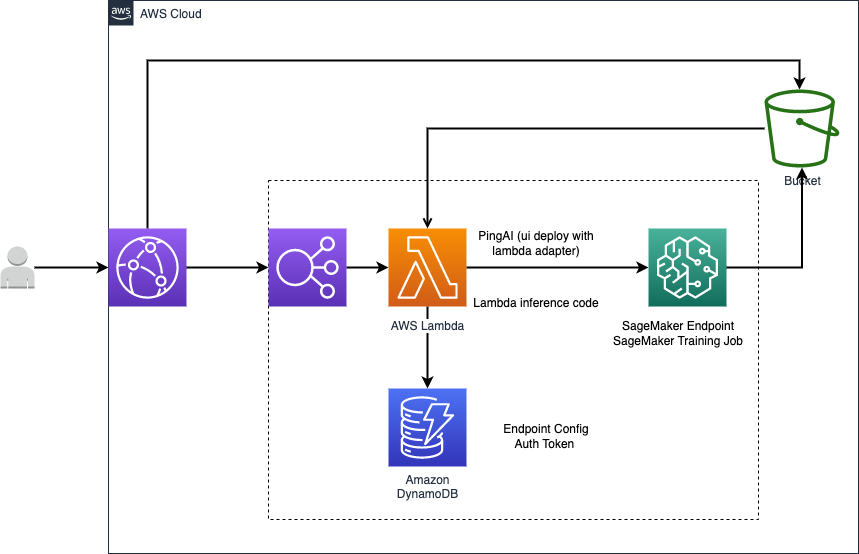 aws
AWS Cloud
Bucket
PingAI (ui deploy with
lambda adapter)
Lambda inference code
AWS Lambda
SageMaker Endpoint
SageMaker Training Job
Endpoint Config
Auth Token
Amazon
DynamoDB